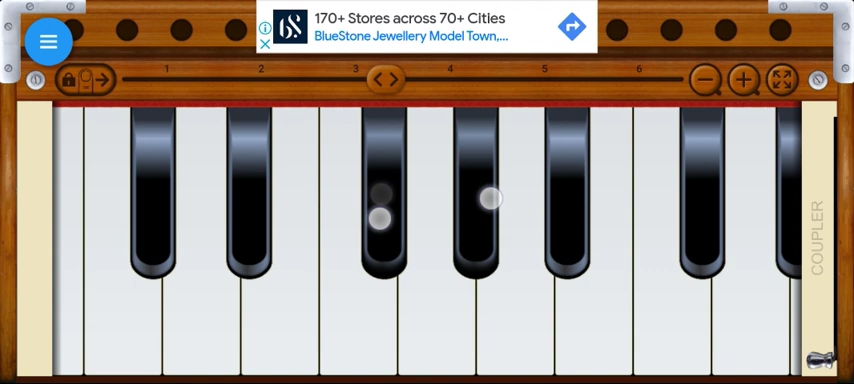 170+ Stores across 70+ Cities
BlueStone Jewellery Model Town,...
1 2 3 4 5 6
COUPLER